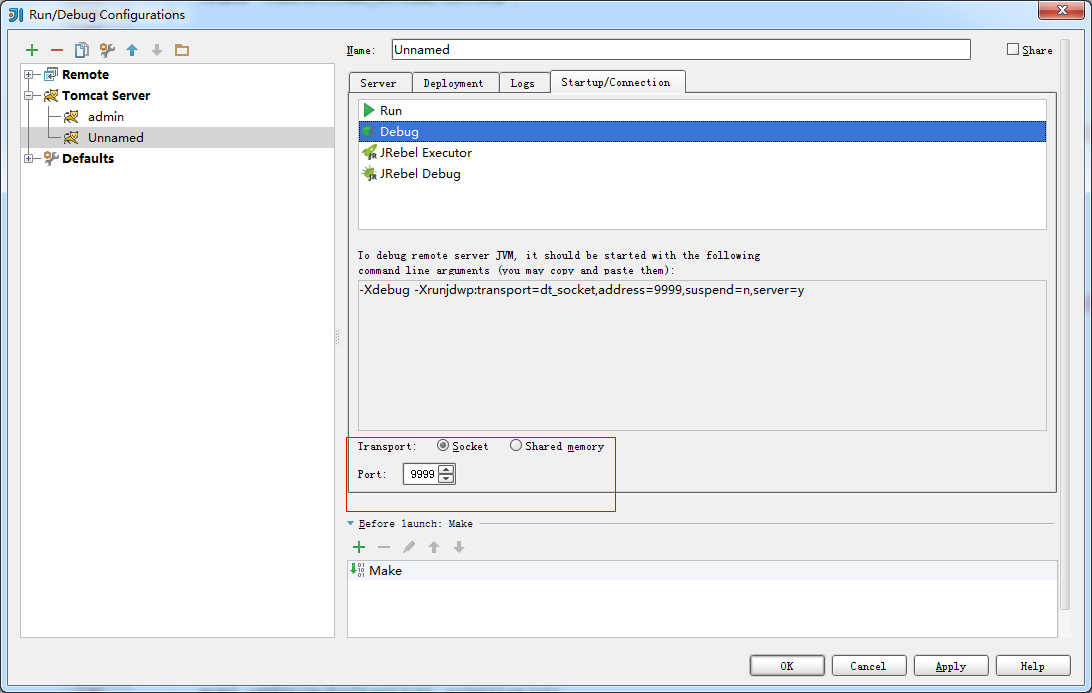 Run/Debug Configurations
Name: Unnamed Share
Remote
Tomcat Server
admin
Unnamed
Defaults
Server Deployment Logs Startup/Connection
Run
Debug
JRebel Executor
JRebel Debug
To debug remote server JVM, it should be started with the following
command line arguments (you may copy and paste them):
-Xdebug -Xrunjdwp:transport=dt_socket,address=9999,suspend=n,server=y
Transport: Socket Shared memory
Port: 9999
Before launch: Make
Make
OK Cancel Apply Help